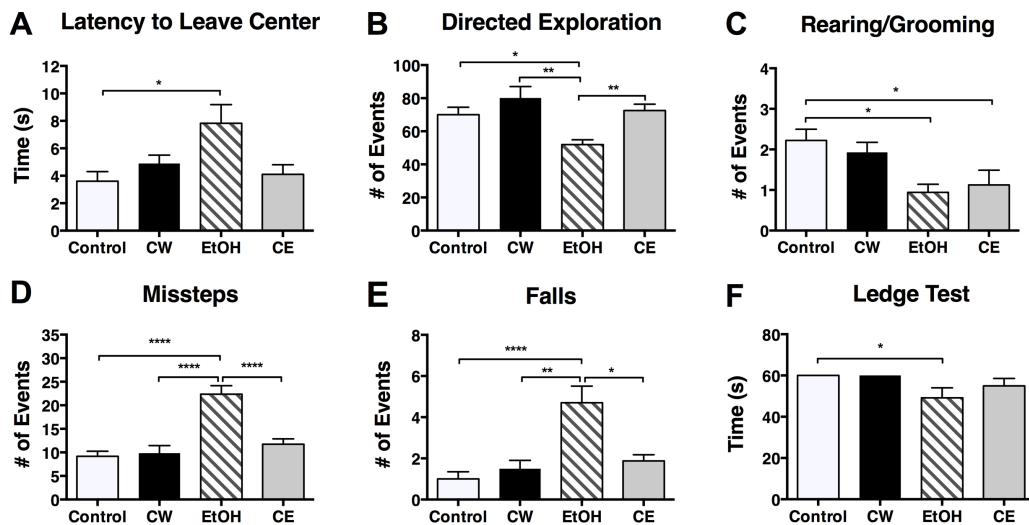 A Latency to Leave Center
Time (s)
12
10
8
6
4
2
0
*
Control CW EtOH CE
B Directed Exploration
# of Events
100
80
60
40
20
0
*
**
**
Control CW EtOH CE
C Rearing/Grooming
# of Events
4
3
2
1
0
*
*
Control CW EtOH CE
D Missteps
# of Events
35
30
25
20
15
10
5
0
****
**** ****
Control CW EtOH CE
E Falls
# of Events
8
6
4
2
0
****
** *
Control CW EtOH CE
F Ledge Test
Time (s)
80
60
40
20
0
*
Control CW EtOH CE